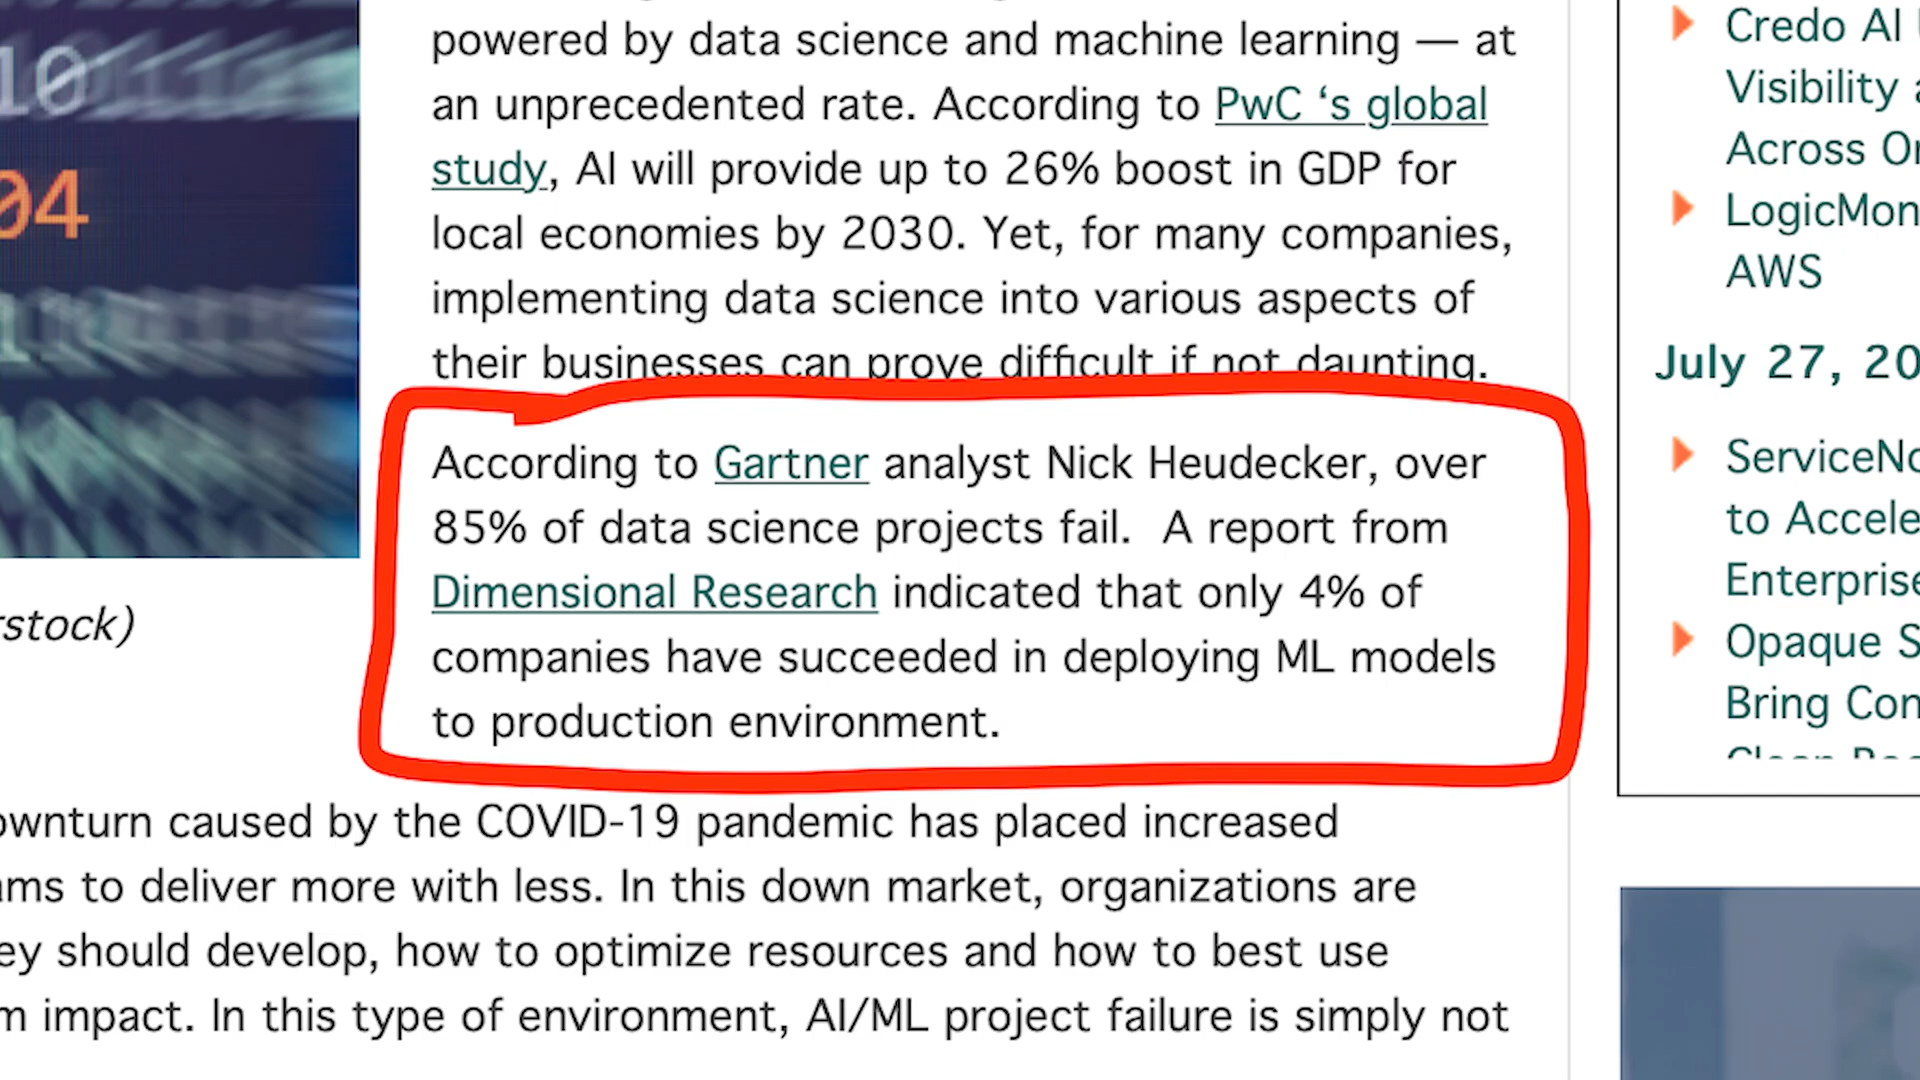 10
04
rstock)
powered by data science and machine learning — at
an unprecedented rate. According to PwC ‘s global
study, AI will provide up to 26% boost in GDP for
local economies by 2030. Yet, for many companies,
implementing data science into various aspects of
their businesses can prove difficult if not daunting.
According to Gartner analyst Nick Heudecker, over
85% of data science projects fail.  A report from
Dimensional Research indicated that only 4% of
companies have succeeded in deploying ML models
to production environment.
ownturn caused by the COVID-19 pandemic has placed increased
ams to deliver more with less. In this down market, organizations are
ey should develop, how to optimize resources and how to best use
m impact. In this type of environment, AI/ML project failure is simply not
Credo AI
Visibility
Across
LogicMon
AWS
July 27, 20
ServiceNo
to Accele
Enterprise
Opaque S
Bring Con